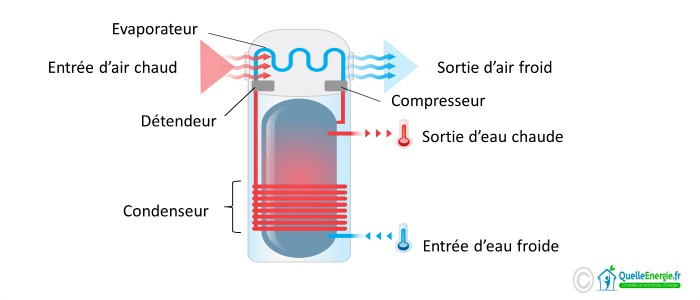 Evaporateur
Entrée d'air chaud
Sortie d'air froid
Compresseur
Détendeur
Sortie d'eau chaude
Condenseur
Entrée d'eau froide
© QuelleEnergie.fr